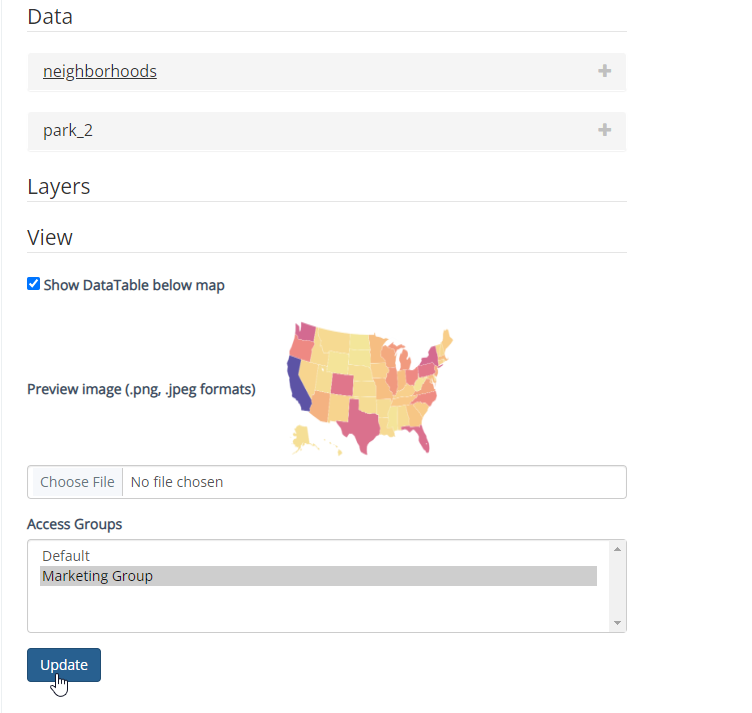 Data
neighborhoods
park_2
Layers
View
Show DataTable below map
Preview image (.png, .jpeg formats)
Choose File No file chosen
Access Groups
Default
Marketing Group
Update